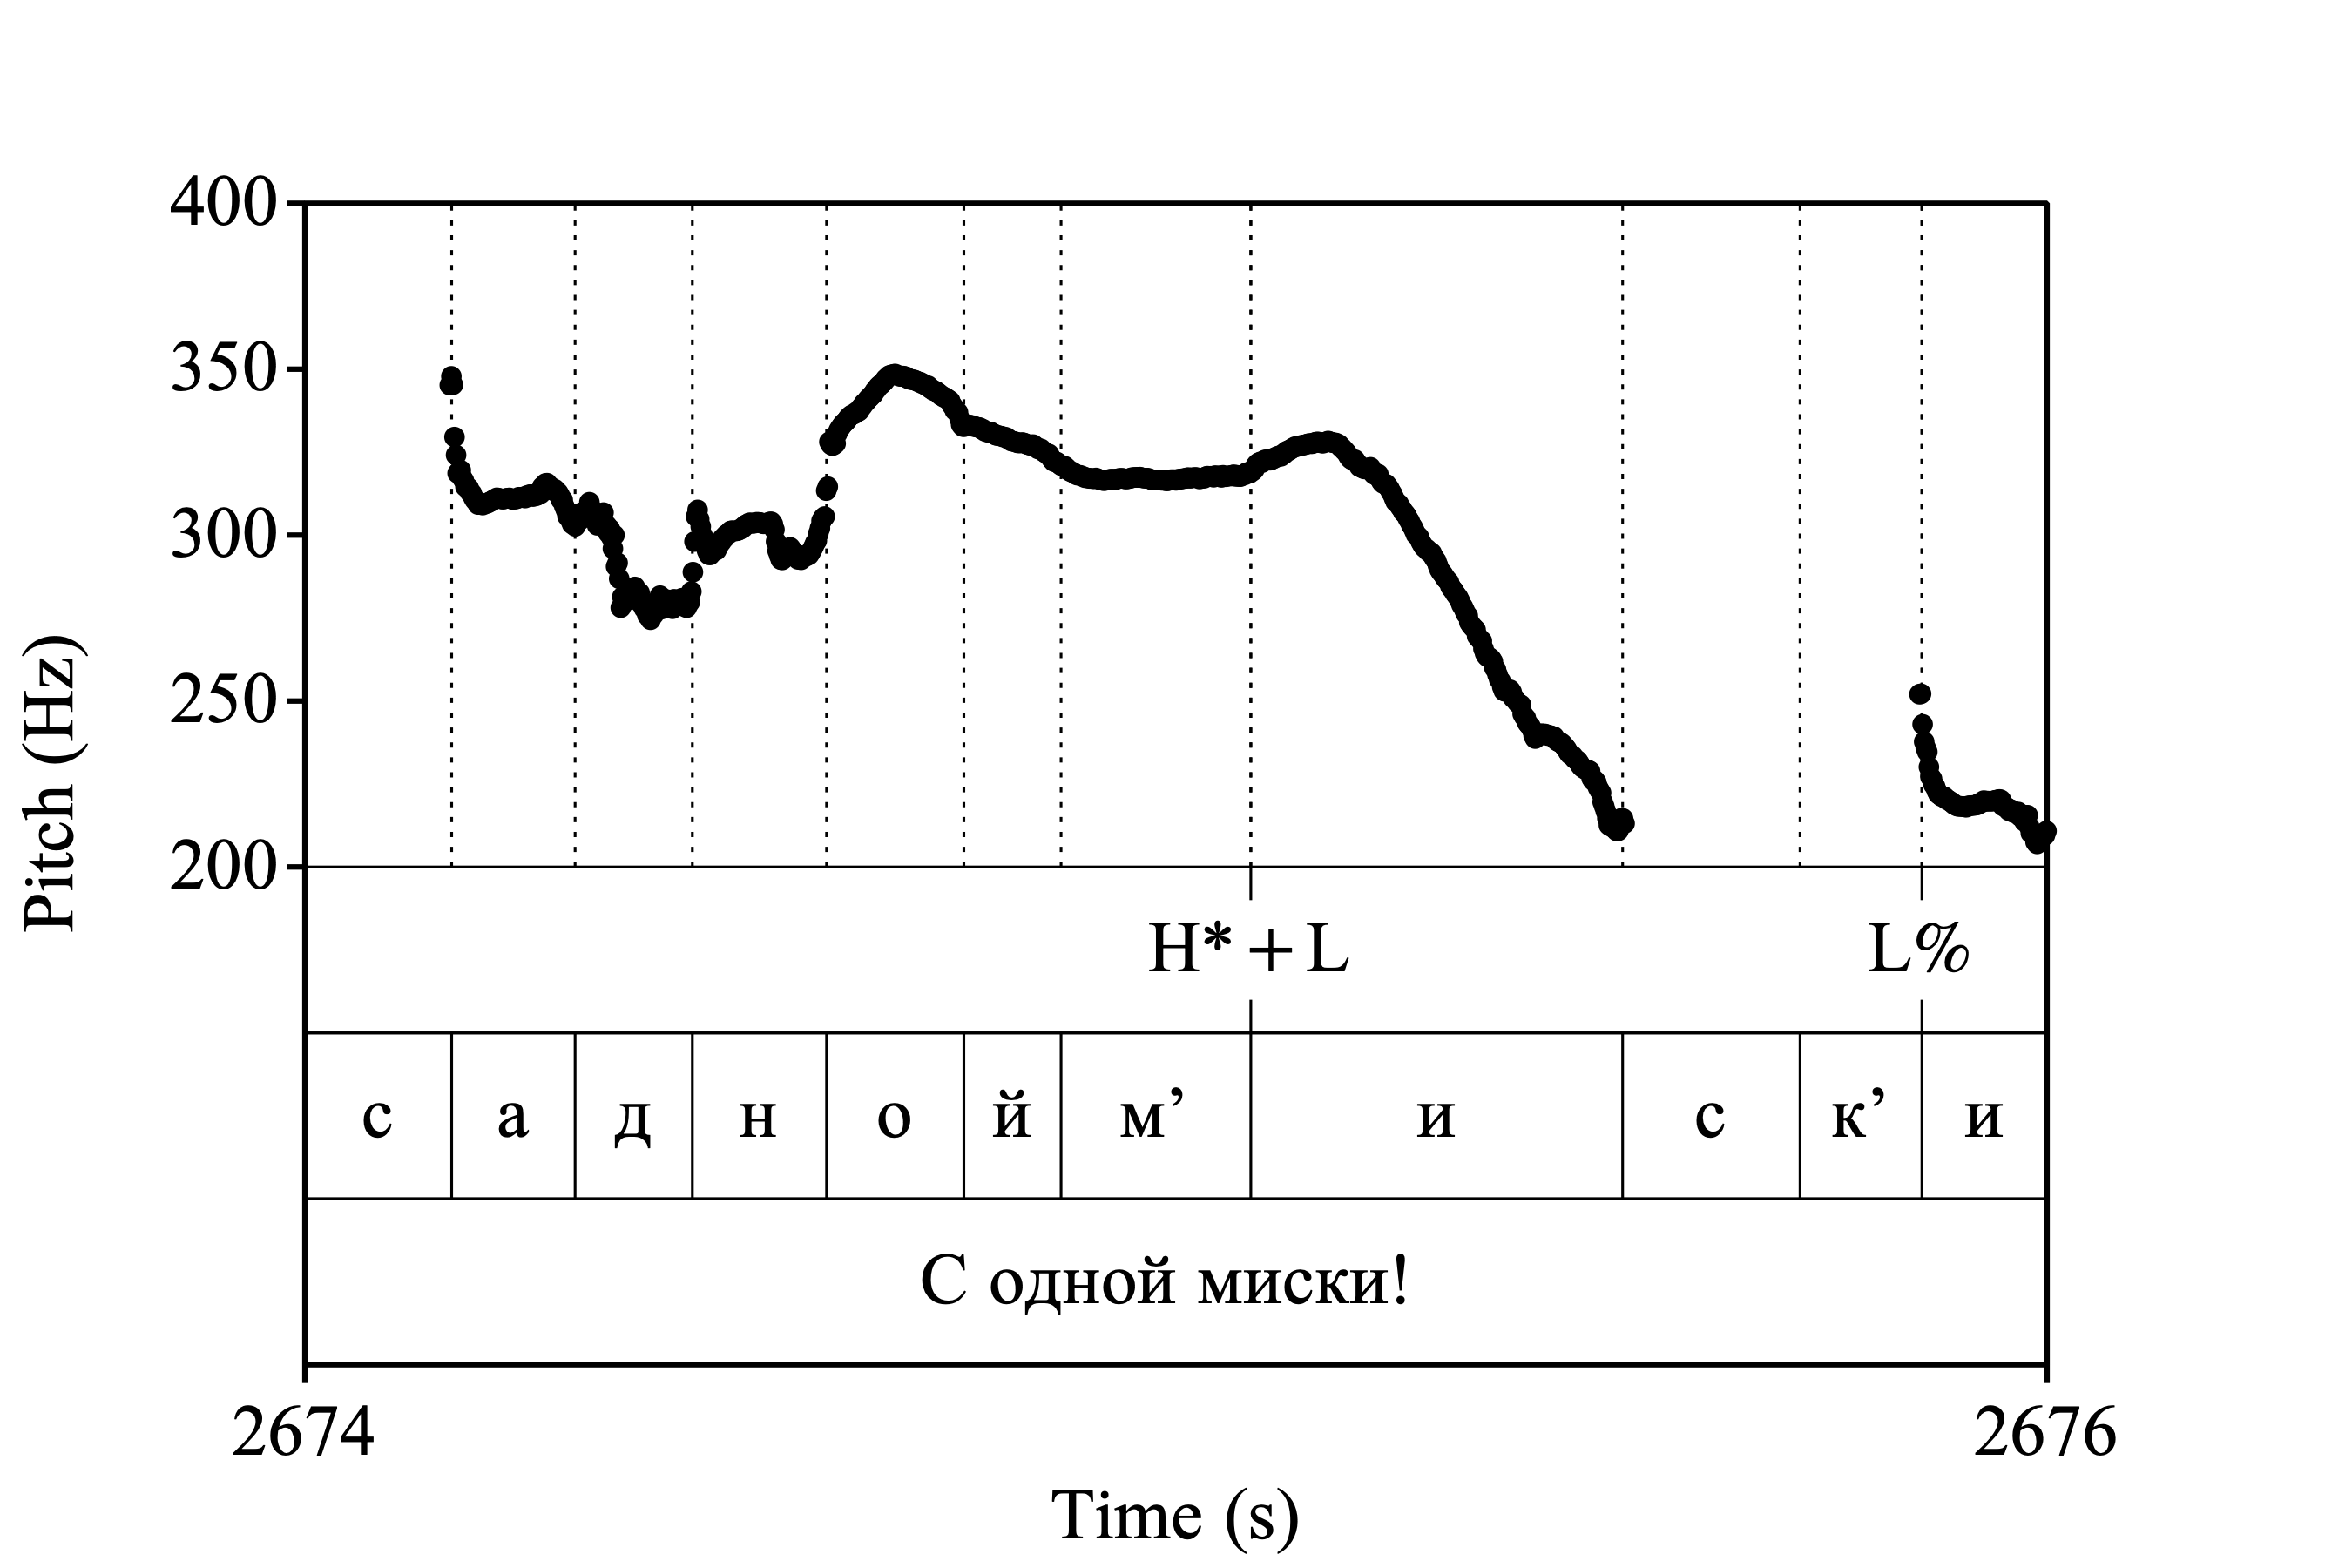 400
350
300
250
200
Pitch (Hz)
H* + L L%
с а д н о й м’ и с к’ и
С одной миски!
2674 2676
Time (s)